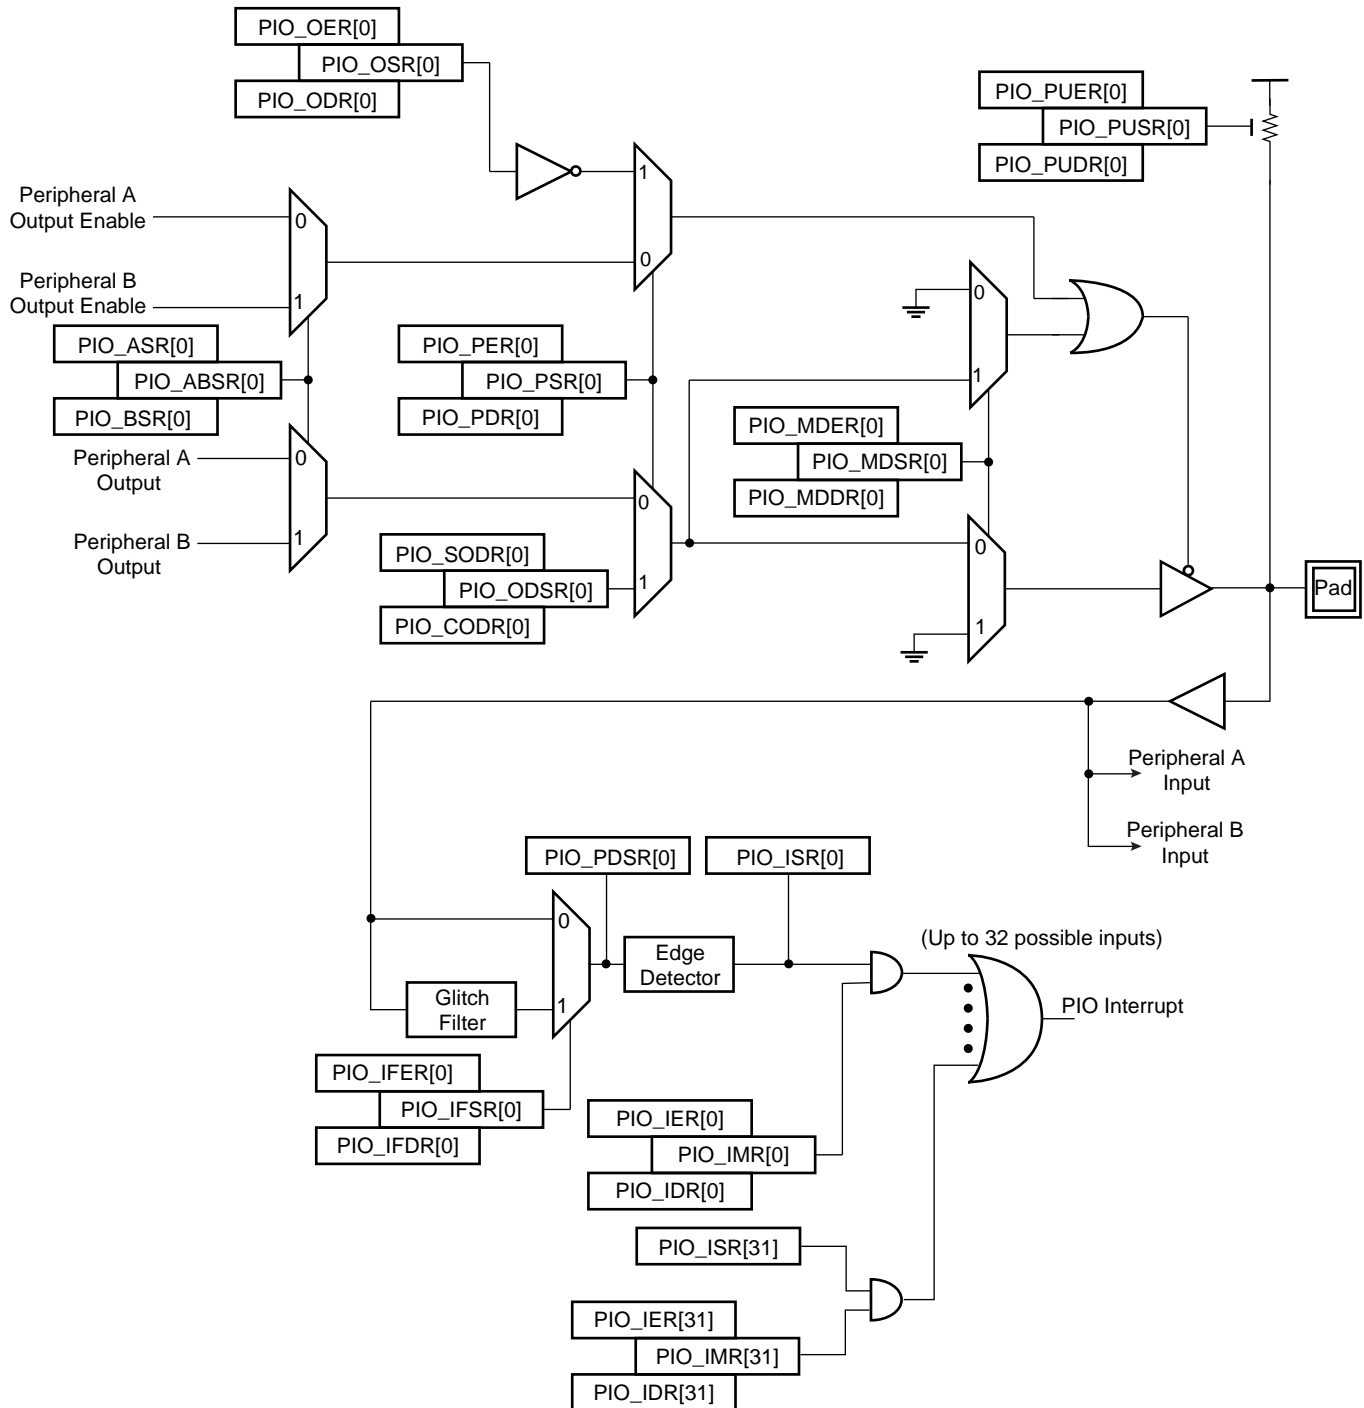 PIO_OER[0]
PIO_OSR[0]
PIO_ODR[0]
PIO_PUER[0]
PIO_PUSR[0]
PIO_PUDR[0]
1
0
Peripheral A
Output Enable
0
Peripheral B
Output Enable
1
0
1
PIO_ASR[0]
PIO_ABSR[0]
PIO_BSR[0]
PIO_PER[0]
PIO_PSR[0]
PIO_PDR[0]
PIO_MDER[0]
PIO_MDSR[0]
PIO_MDDR[0]
Peripheral A
Output
0
Peripheral B
Output
1
0
1
PIO_SODR[0]
PIO_ODSR[0]
PIO_CODR[0]
0
1
Pad
Peripheral A
Input
Peripheral B
Input
PIO_PDSR[0]
PIO_ISR[0]
0
1
Edge
Detector
Glitch
Filter
(Up to 32 possible inputs)
PIO Interrupt
PIO_IFER[0]
PIO_IFSR[0]
PIO_IFDR[0]
PIO_IER[0]
PIO_IMR[0]
PIO_IDR[0]
PIO_ISR[31]
PIO_IER[31]
PIO_IMR[31]
PIO_IDR[31]